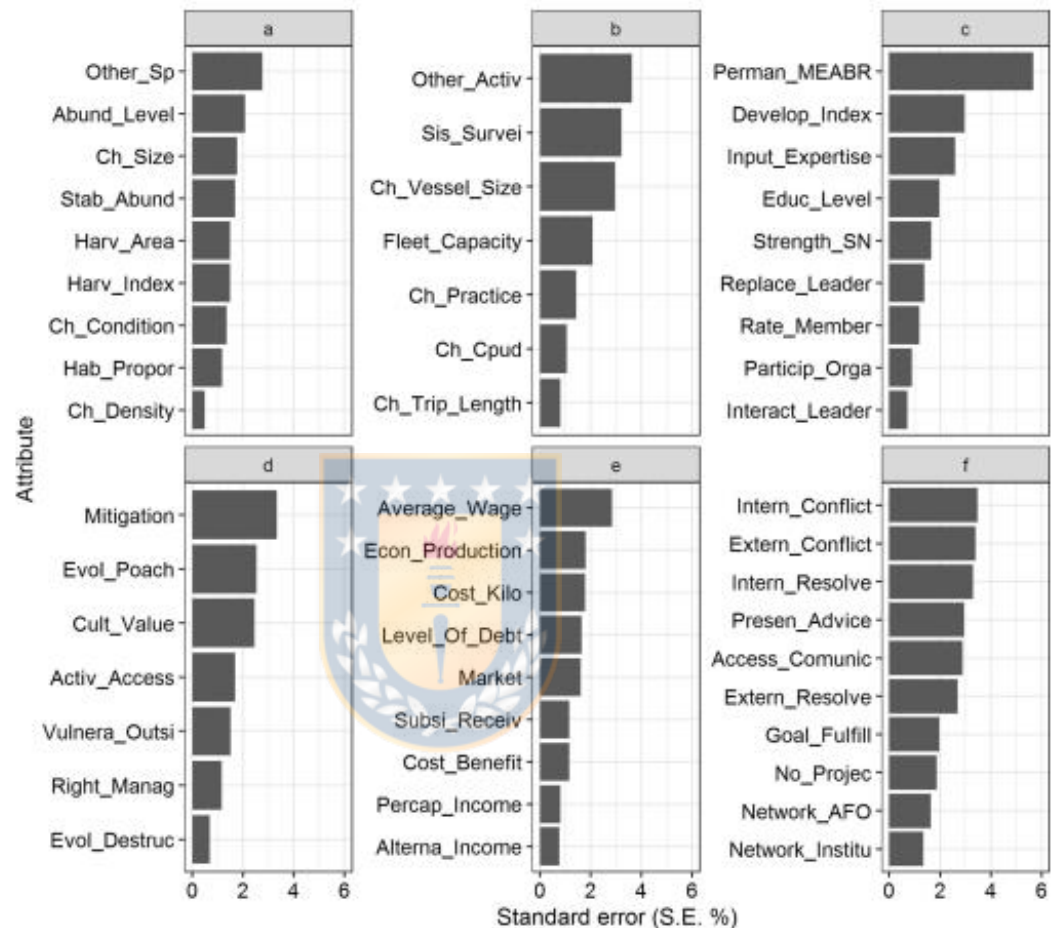 a
Other_Sp
Abund_Level
Ch_Size
Stab_Abund
Harv_Area
Harv_Index
Ch_Condition
Hab_Propor
Ch_Density
b
Other_Activ
Sis_Survei
Ch_Vessel_Size
Fleet_Capacity
Ch_Practice
Ch_Cpud
Ch_Trip_Length
c
Perman_MEABR
Develop_Index
Input_Expertise
Educ_Level
Strength_SN
Replace_Leader
Rate_Member
Particip_Orga
Interact_Leader
Attribute
d
Mitigation
Evol_Poach
Cult_Value
Activ_Access
Vulnera_Outsi
Right_Manag
Evol_Destruc
0 2 4 6
e
Average_Wage
Econ_Production
Cost_Kilo
Level_Of_Debt
Market
Subsi_Receiv
Cost_Benefit
Percap_Income
Alterna_Income
0 2 4 6
f
Intern_Conflict
Extern_Conflict
Intern_Resolve
Presen_Advice
Access_Comunic
Extern_Resolve
Goal_Fulfill
No_Projec
Network_AFO
Network_Institu
0 2 4 6
Standard error (S.E. %)